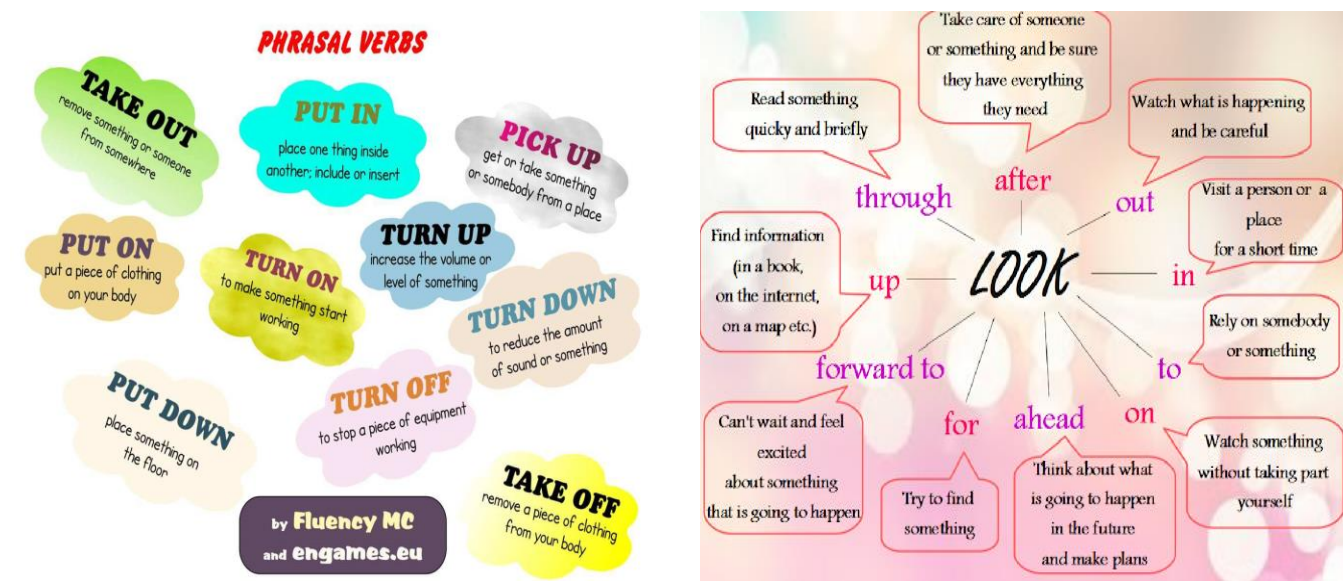 PHRASAL VERBS
TAKE OUT
remove something or someone
from somewhere
PUT IN
place one thing inside
another; include or insert
PICK UP
get or take something
or somebody from a place
PUT ON
put a piece of clothing
on your body
TURN ON
to make something start
working
TURN UP
increase the volume or
level of something
TURN DOWN
to reduce the amount
of sound or something
PUT DOWN
place something on
the floor
TURN OFF
to stop a piece of equipment
working
TAKE OFF
remove a piece of clothing
from your body
by Fluency MC
and engames.eu
LOOK
through
Read something
quicky and briefly
after
Take care of someone
or something and be sure
they have everything
they need
out
Watch what is happening
and be careful
in
Visit a person or a
place
for a short time
to
Rely on somebody
or something
on
Watch something
without taking part
yourself
ahead
Think about what
is going to happen
in the future
and make plans
for
Try to find
something
forward to
Can't wait and feel
excited
about something
that is going to happen
up
Find information
(in a book,
on the internet,
on a map etc.)